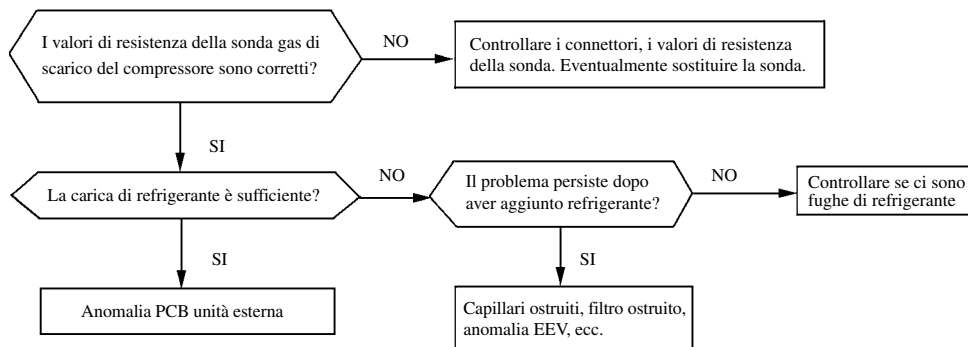 I valori di resistenza della sonda gas di
scarico del compressore sono corretti?
NO
Controllare i connettori, i valori di resistenza
della sonda. Eventualmente sostituire la sonda.
SI
La carica di refrigerante è sufficiente?
NO
Il problema persiste dopo
aver aggiunto refrigerante?
NO
Controllare se ci sono
fughe di refrigerante
SI
Anomalia PCB unità esterna
SI
Capillari ostruiti, filtro ostruito,
anomalia EEV, ecc.